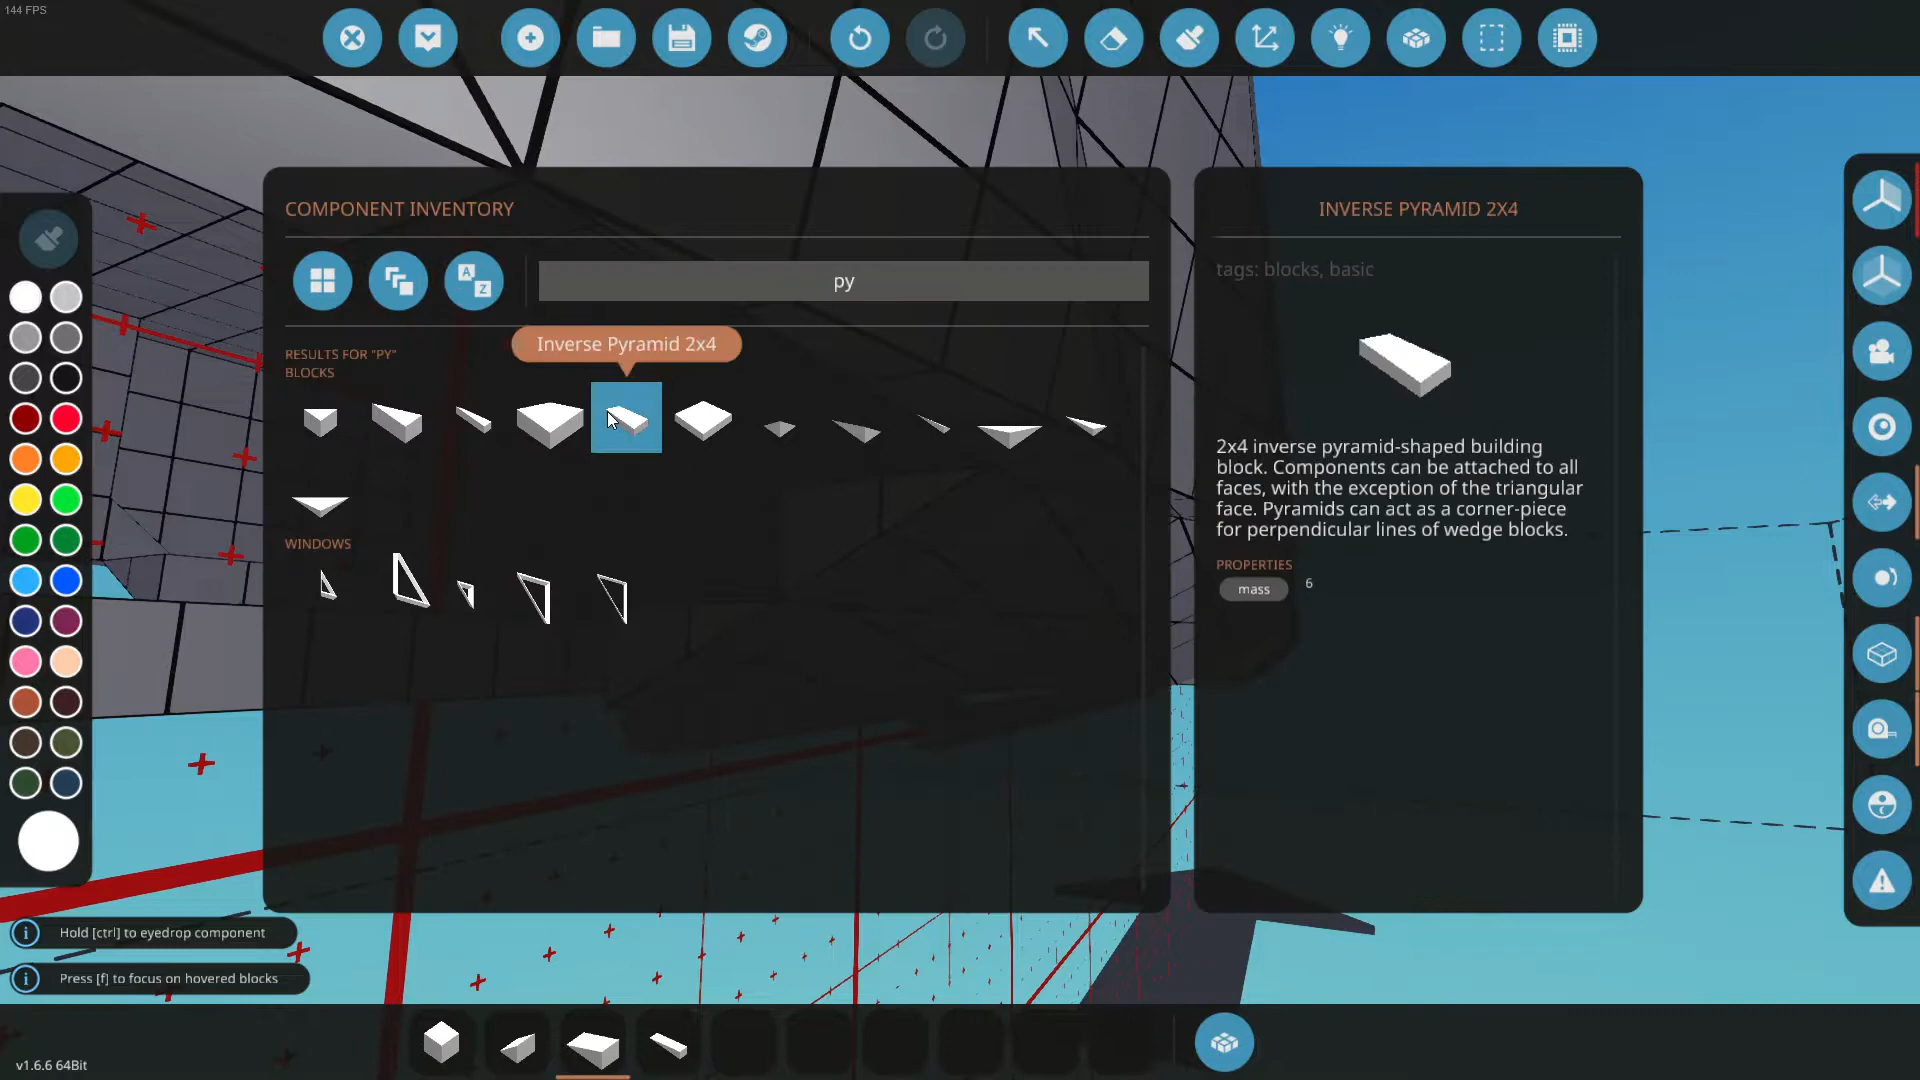 144 FPS
COMPONENT INVENTORY
A
Z
py
RESULTS FOR "PY"
BLOCKS
Inverse Pyramid 2x4
WINDOWS
INVERSE PYRAMID 2X4
tags: blocks, basic
2x4 inverse pyramid-shaped building
block. Components can be attached to all
faces, with the exception of the triangular
face. Pyramids can act as a corner-piece
for perpendicular lines of wedge blocks.
PROPERTIES
mass 6
Hold [ctrl] to eyedrop component
Press [f] to focus on hovered blocks
v1.6.6 64Bit